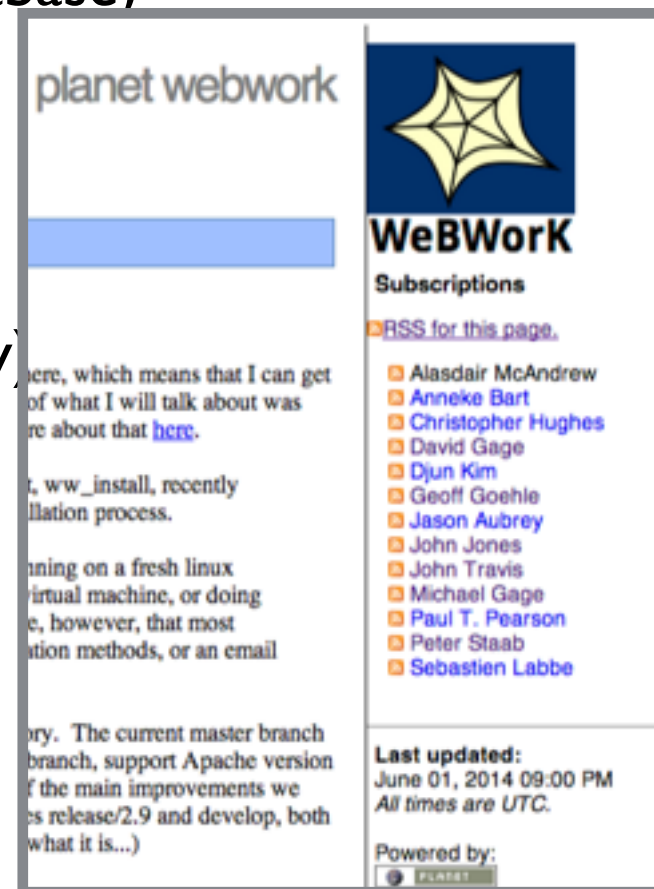 planet webwork
here, which means that I can get
of what I will talk about was
re about that here.
t, ww_install, recently
llation process.
nning on a fresh linux
virtual machine, or doing
e, however, that most
ation methods, or an email
ory. The current master branch
branch, support Apache version
f the main improvements we
es release/2.9 and develop, both
what it is...)
WeBWorK
Subscriptions
RSS for this page.
Alasdair McAndrew
Anneke Bart
Christopher Hughes
David Gage
Djun Kim
Geoff Goehle
Jason Aubrey
John Jones
John Travis
Michael Gage
Paul T. Pearson
Peter Staab
Sebastien Labbe
Last updated:
June 01, 2014 09:00 PM
All times are UTC.
Powered by:
PLANET